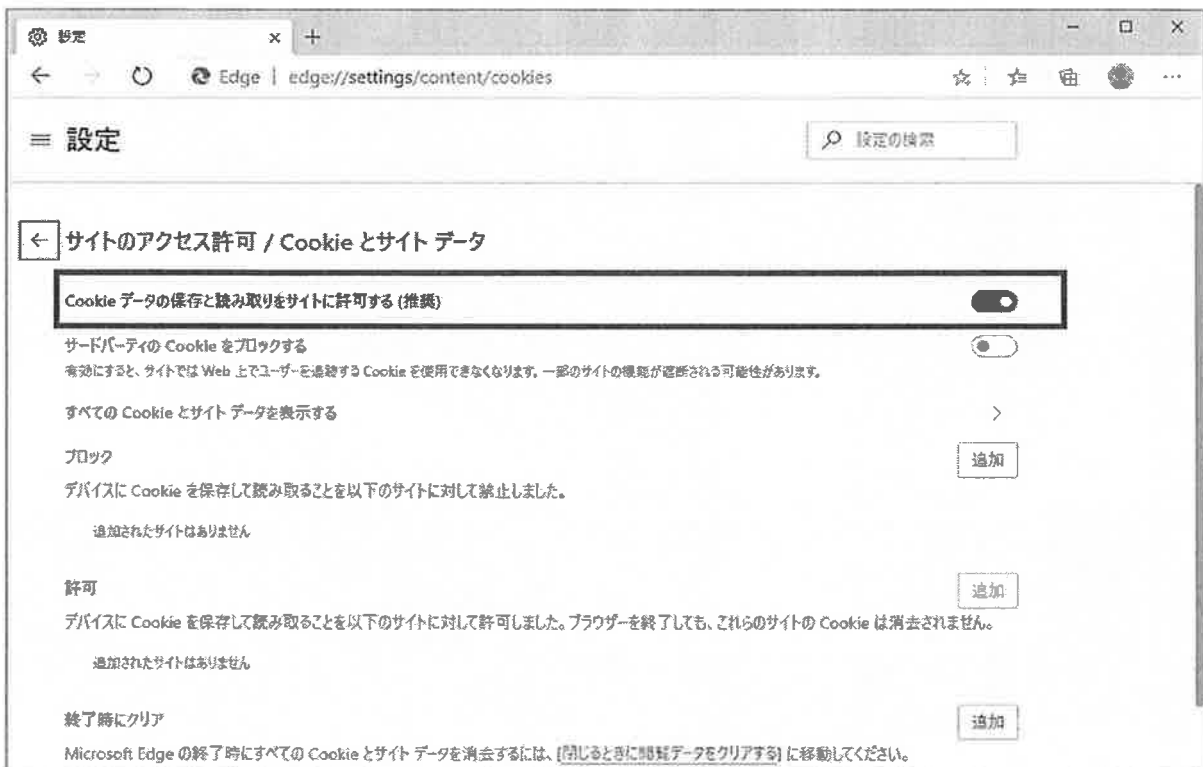 設定
Edge | edge://settings/content/cookies
設定
設定の検索
サイトのアクセス許可 / Cookie とサイト データ
Cookie データの保存と読み取りをサイトに許可する (推奨)
サードパーティの Cookie をブロックする
有効にすると、サイトでは Web 上でユーザーを追跡する Cookie を使用できなくなります。一部のサイトの機能が遮断される可能性があります。
すべての Cookie とサイト データを表示する
ブロック
追加
デバイスに Cookie を保存して読み取ることを以下のサイトに対して禁止しました。
追加されたサイトはありません
許可
追加
デバイスに Cookie を保存して読み取ることを以下のサイトに対して許可しました。ブラウザーを終了しても、これらのサイトの Cookie は消去されません。
追加されたサイトはありません
終了時にクリア
追加
Microsoft Edge の終了時にすべての Cookie とサイト データを消去するには、[閉じるときに閲覧データをクリアする] に移動してください。